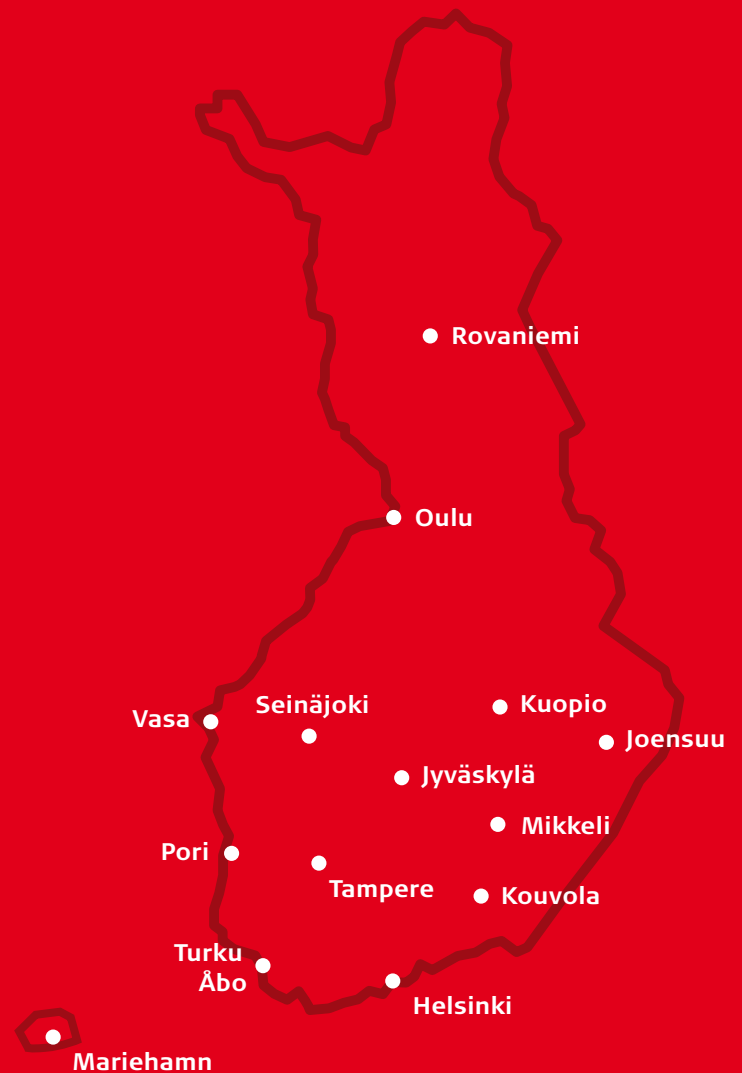 Rovaniemi
Oulu
Seinäjoki
Kuopio
Vasa
Joensuu
Jyväskylä
Mikkeli
Pori
Tampere
Kouvola
Turku
Åbo
Helsinki
Mariehamn